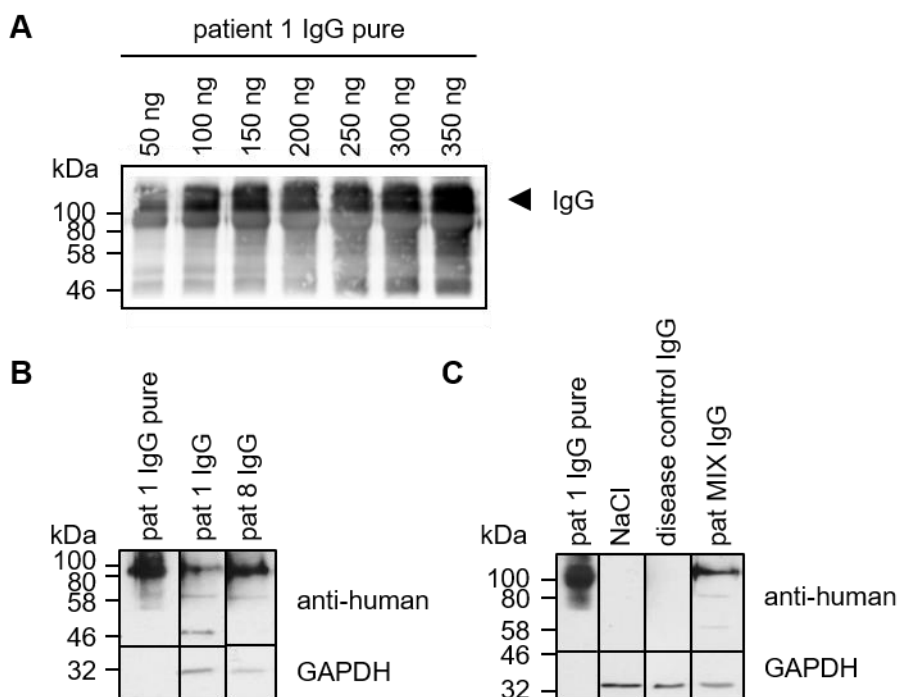 A
patient 1 IgG pure
50 ng
100 ng
150 ng
200 ng
250 ng
300 ng
350 ng
kDa
100
80
58
46
IgG
B
pat 1 IgG pure
pat 1 IgG
pat 8 IgG
kDa
100
80
58
46
32
anti-human
GAPDH
C
pat 1 IgG pure
NaCl
disease control IgG
pat MIX IgG
kDa
100
80
58
46
32
anti-human
GAPDH